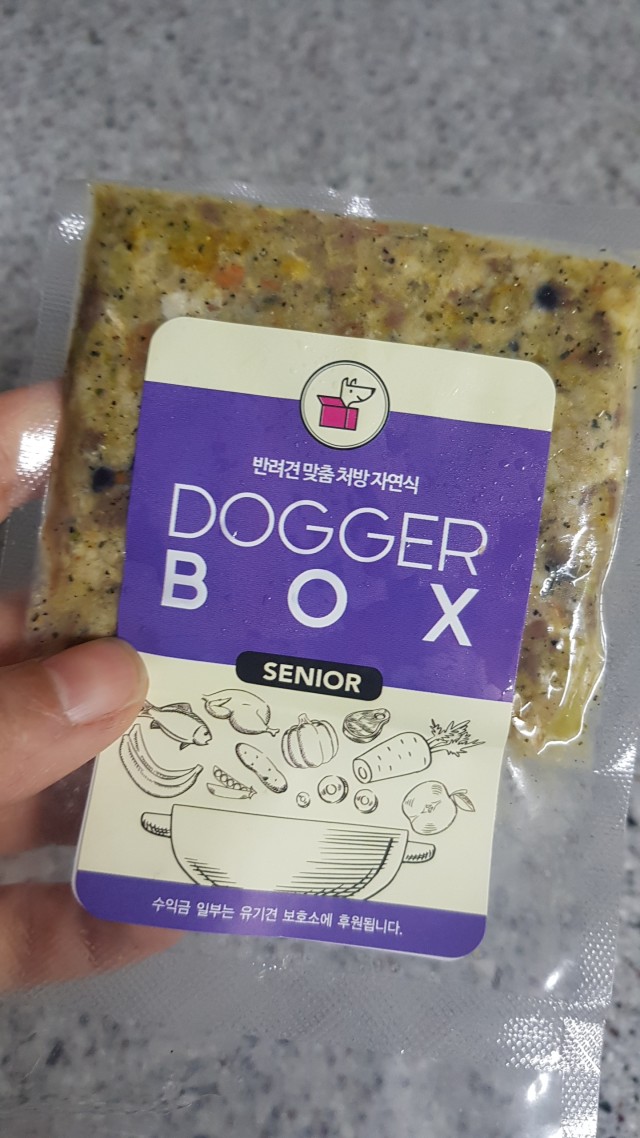 반려견 맞춤 처방 자연식
DOGGER
BOX
SENIOR
수익금 일부는 유기견 보호소에 후원됩니다.